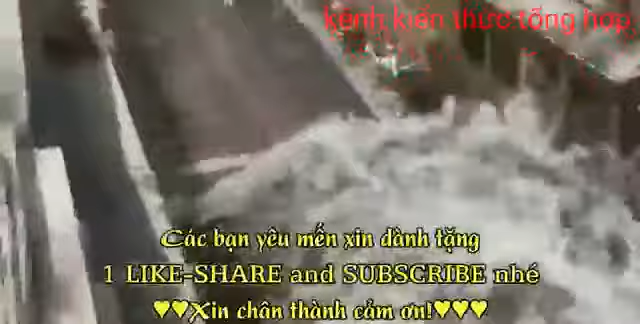 kênh kiến thức tổng hợp
Các bạn yêu mến xin dành tặng
1 LIKE-SHARE and SUBSCRIBE nhé
♥♥Xin chân thành cảm ơn!♥♥♥